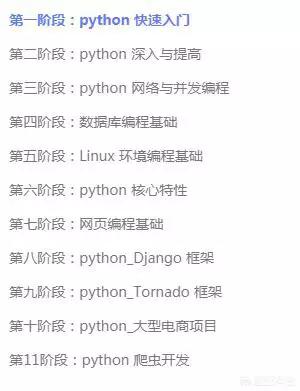 第一阶段：python 快速入门
第二阶段：python 深入与提高
第三阶段：python 网络与并发编程
第四阶段：数据库编程基础
第五阶段：Linux 环境编程基础
第六阶段：python 核心特性
第七阶段：网页编程基础
第八阶段：python_Django 框架
第九阶段：python_Tornado 框架
第十阶段：python_大型电商项目
第11阶段：python 爬虫开发